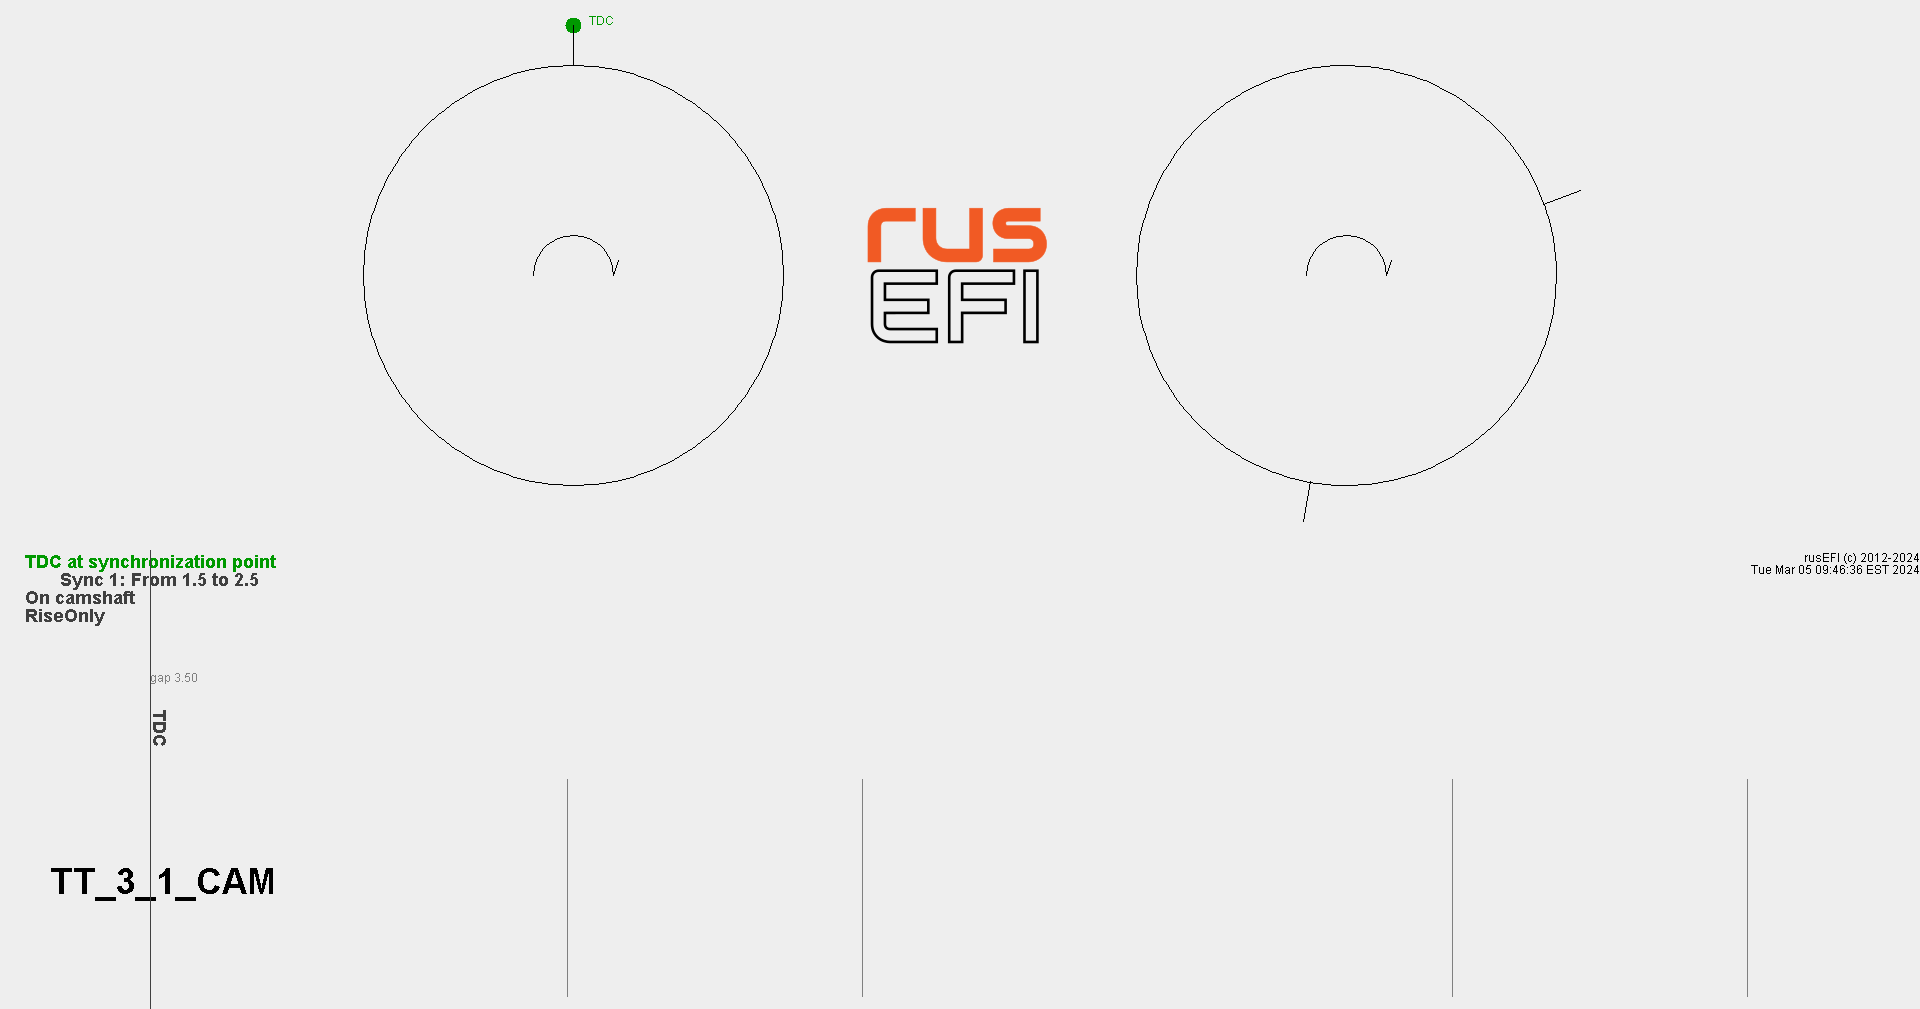 TDC
rus
EFI
TDC at synchronization point
Sync 1: From 1.5 to 2.5
On camshaft
RiseOnly
rusEFI (c) 2012-2024
Tue Mar 05 09:46:36 EST 2024
gap 3.50
TDC
TT_3_1_CAM